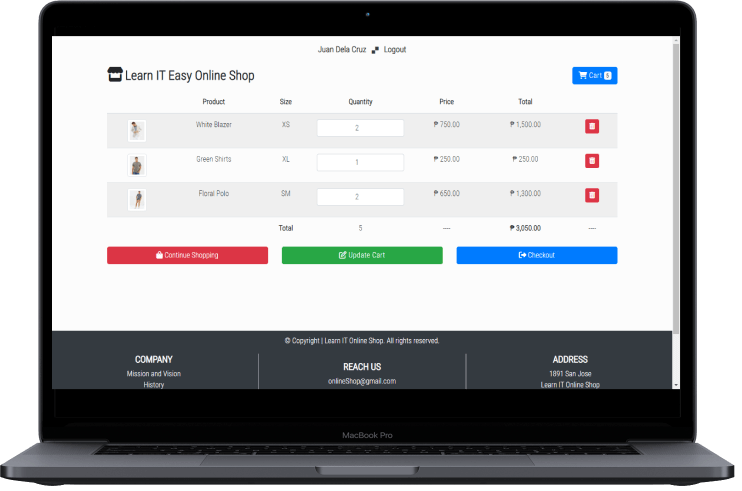 Juan Dela Cruz Logout
Learn IT Easy Online Shop
Cart 5
Product Size Quantity Price Total
White Blazer XS 2 ₱ 750.00 ₱ 1,500.00
Green Shirts XL 1 ₱ 250.00 ₱ 250.00
Floral Polo SM 2 ₱ 650.00 ₱ 1,300.00
Total 5 ---- ₱ 3,050.00 ----
Continue Shopping Update Cart Checkout
© Copyright | Learn IT Online Shop. All rights reserved.
COMPANY
Mission and Vision
History
REACH US
onlineShop@gmail.com
ADDRESS
1891 San Jose
Learn IT Online Shop
MacBook Pro